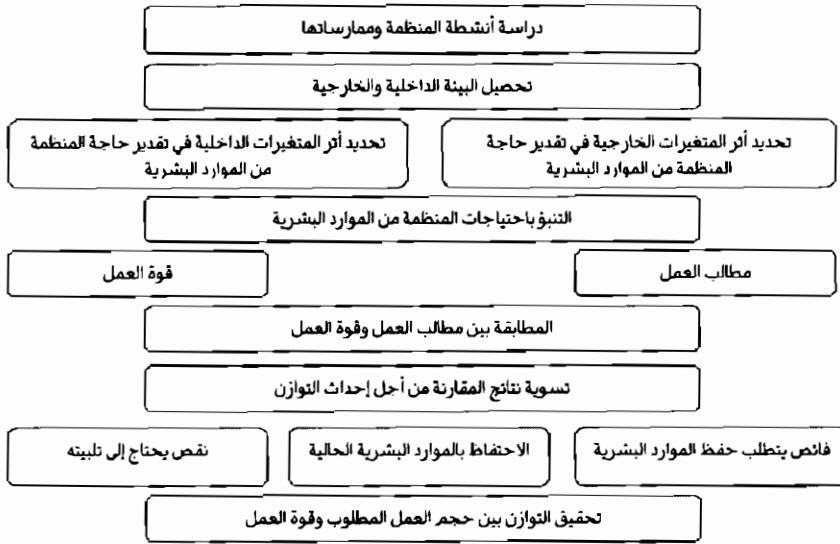 دراسة أنشطة المنظمة وممارساتها
تحصيل البيئة الداخلية والخارجية
تحديد أثر المتغيرات الخارجية في تقدير حاجة
المنظمة من الموارد البشرية
تحديد أثر المتغيرات الداخلية في تقدير حاجة المنظمة
من الموارد البشرية
التنبؤ باحتياجات المنظمة من الموارد البشرية
مطالب العمل
قوة العمل
المطابقة بين مطالب العمل وقوة العمل
تسوية نتائج المقارنة من أجل إحداث التوازن
فائض يتطلب حفظ الموارد البشرية
الاحتفاظ بالموارد البشرية الحالية
نقص يحتاج إلى تلبيته
تحقيق التوازن بين حجم العمل المطلوب وقوة العمل